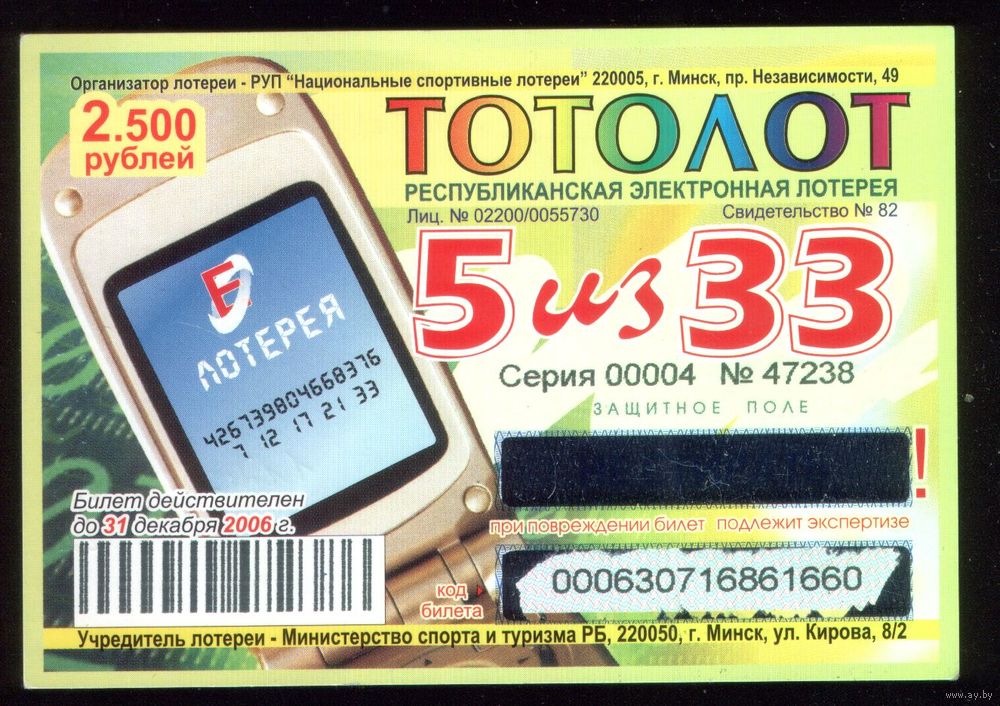 Организатор лотереи - РУП “Национальные спортивные лотереи” 220005, г. Минск, пр. Независимости, 49
2.500
рублей
ТОТОЛОТ
РЕСПУБЛИКАНСКАЯ ЭЛЕКТРОННАЯ ЛОТЕРЕЯ
Лиц. № 02200/0055730 Свидетельство № 82
5 из 33
Е
ЛОТЕРЕЯ
426739804668376
7 12 17 21 33
Серия 00004 № 47238
ЗАЩИТНОЕ ПОЛЕ
!
при повреждении билет подлежит экспертизе
Билет действителен
до 31 декабря 2006 г.
код
билета
000630716861660
Учредитель лотереи - Министерство спорта и туризма РБ, 220050, г. Минск, ул. Кирова, 8/2
www.ay.by